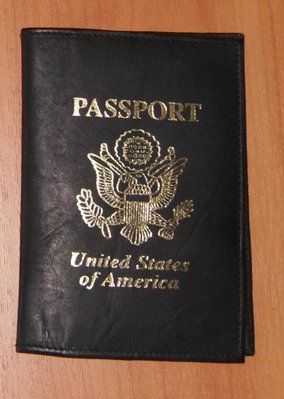 PASSPORT
United States
of America